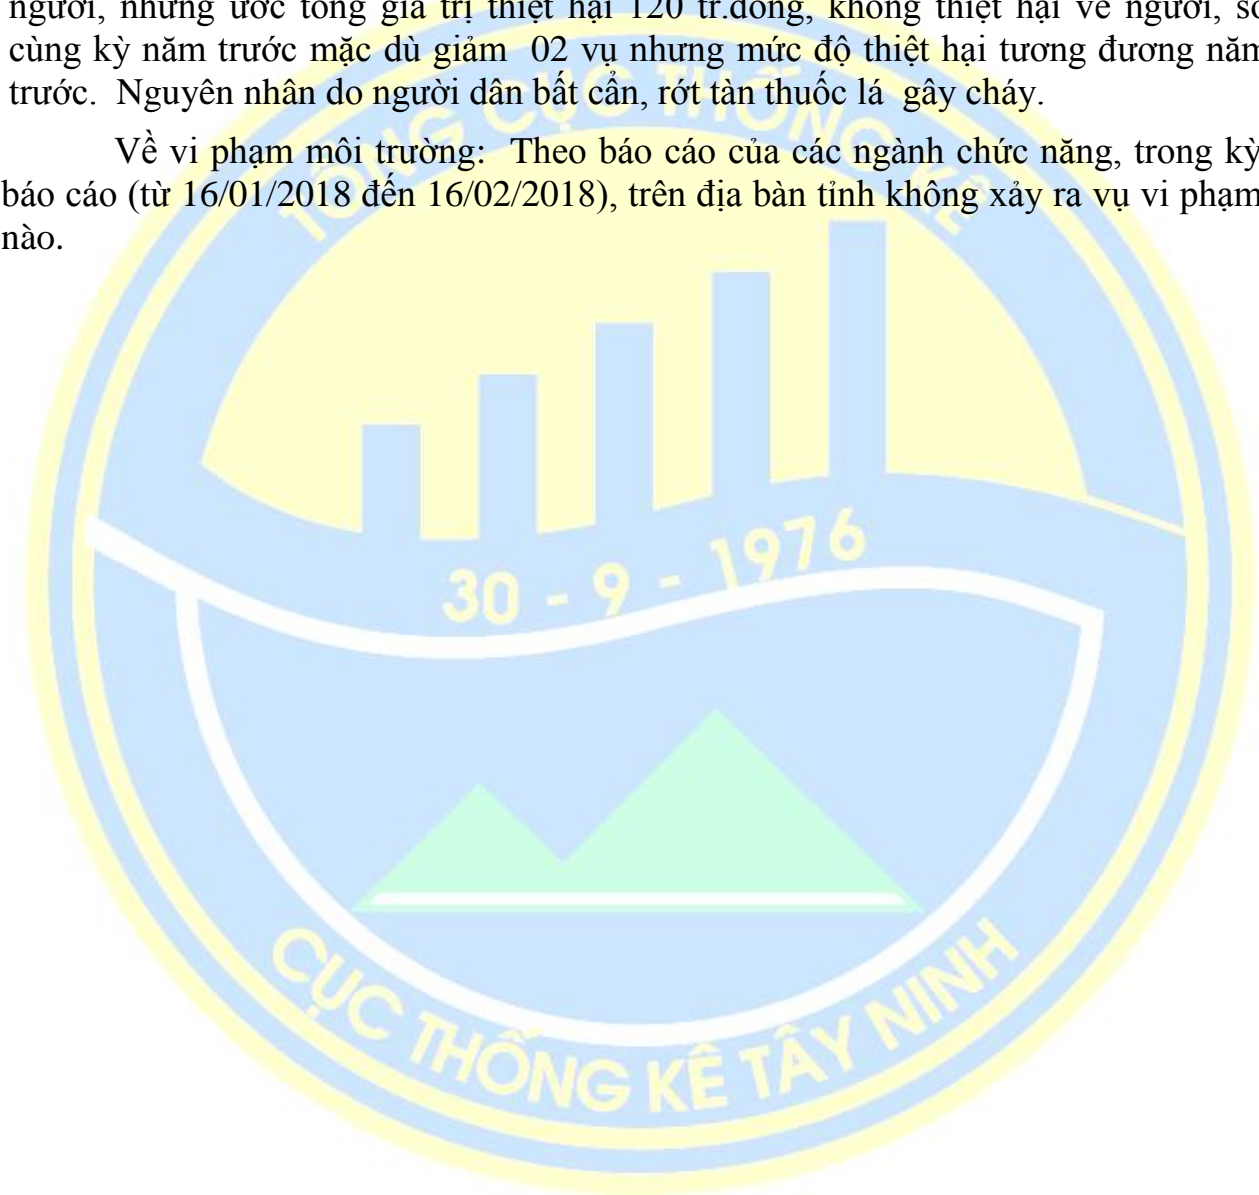 người, nhưng ước tổng giá trị thiệt hại 120 tr.đồng, không thiệt hại về người, so
cùng kỳ năm trước mặc dù giảm 02 vụ nhưng mức độ thiệt hại tương đương năm
trước. Nguyên nhân do người dân bất cẩn, rớt tàn thuốc lá gây cháy.
Về vi phạm môi trường: Theo báo cáo của các ngành chức năng, trong kỳ
báo cáo (từ 16/01/2018 đến 16/02/2018), trên địa bàn tỉnh không xảy ra vụ vi phạm
nào.
TỔNG CỤC THỐNG KÊ
30 - 9 - 1976
CỤC THỐNG KÊ TÂY NINH